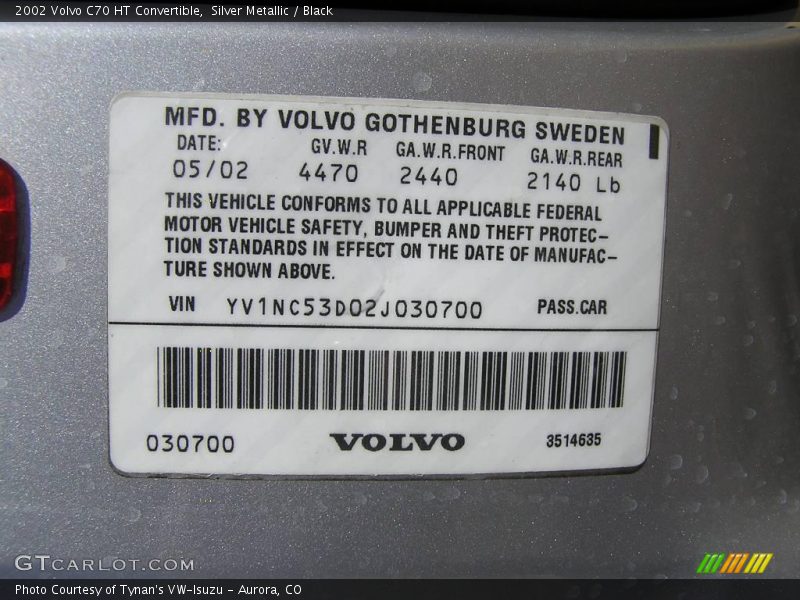 2002 Volvo C70 HT Convertible, Silver Metallic / Black
MFD. BY VOLVO GOTHENBURG SWEDEN
DATE: GV.W.R GA.W.R.FRONT GA.W.R.REAR
05/02 4470 2440 2140 Lb
THIS VEHICLE CONFORMS TO ALL APPLICABLE FEDERAL
MOTOR VEHICLE SAFETY, BUMPER AND THEFT PROTEC-
TION STANDARDS IN EFFECT ON THE DATE OF MANUFAC-
TURE SHOWN ABOVE.
VIN YV1NC53D02J030700 PASS.CAR
030700 VOLVO 3514635
GTCARLOT.COM
Photo Courtesy of Tynan's VW-Isuzu - Aurora, CO